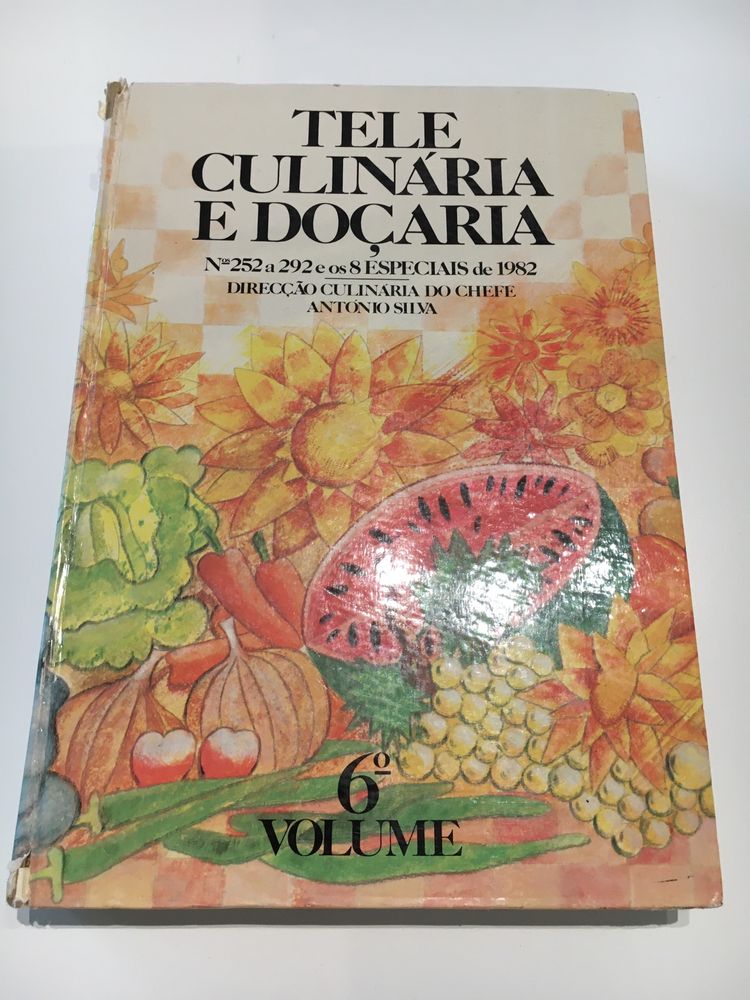 TELE
CULINÁRIA
E DOÇARIA
Nos 252 a 292 e os 8 ESPECIAIS de 1982
DIRECÇÃO CULINÁRIA DO CHEFE
ANTÓNIO SILVA
6º
VOLUME